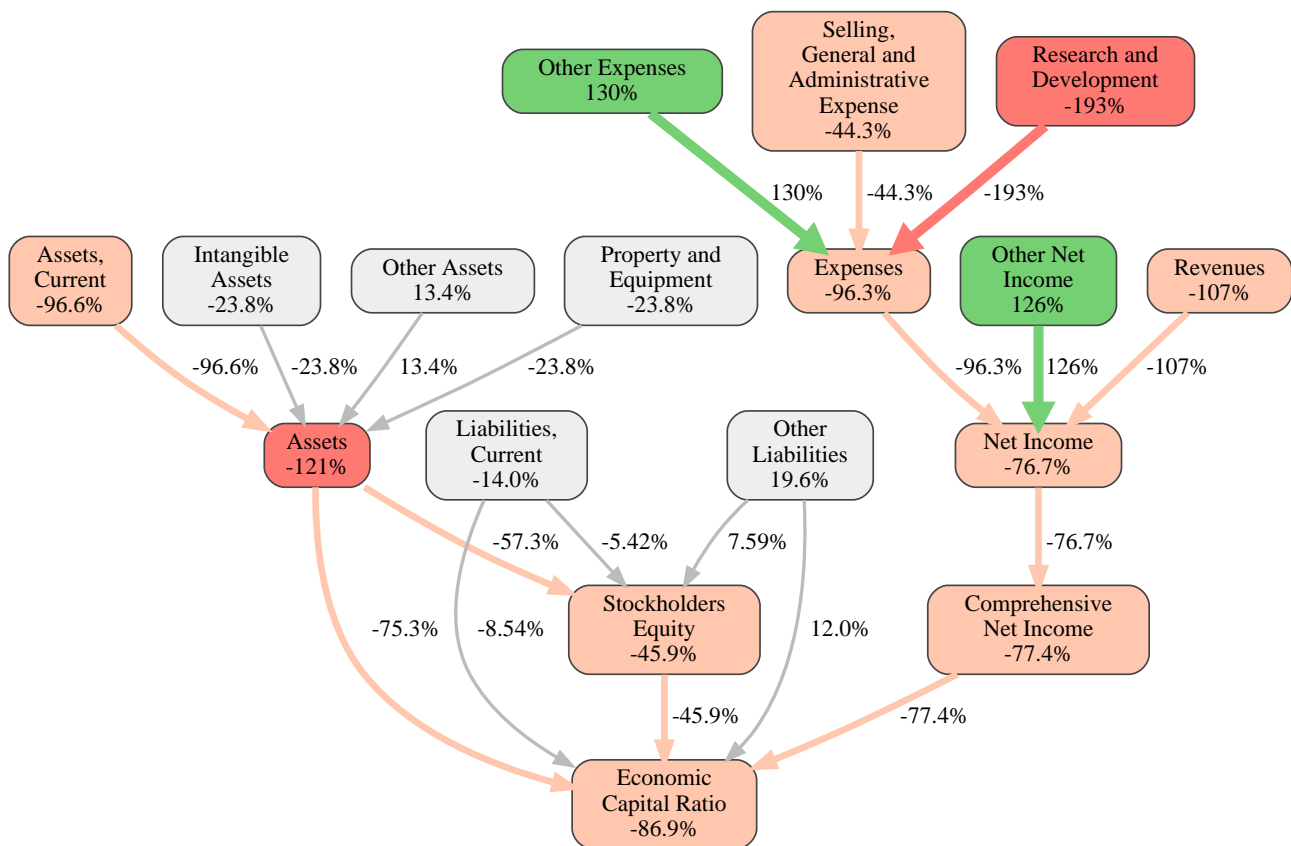 Selling,
General and
Administrative
Expense
-44.3%
Other Expenses
130%
Research and
Development
-193%
130%
-44.3%
-193%
Assets,
Current
-96.6%
Intangible
Assets
-23.8%
Other Assets
13.4%
Property and
Equipment
-23.8%
Expenses
-96.3%
Other Net
Income
126%
Revenues
-107%
-96.6%
-23.8%
13.4%
-23.8%
-96.3%
126%
-107%
Assets
-121%
Liabilities,
Current
-14.0%
Other
Liabilities
19.6%
Net Income
-76.7%
-57.3%
-5.42%
7.59%
-76.7%
-75.3%
-8.54%
Stockholders
Equity
-45.9%
12.0%
Comprehensive
Net Income
-77.4%
-45.9%
-77.4%
Economic
Capital Ratio
-86.9%